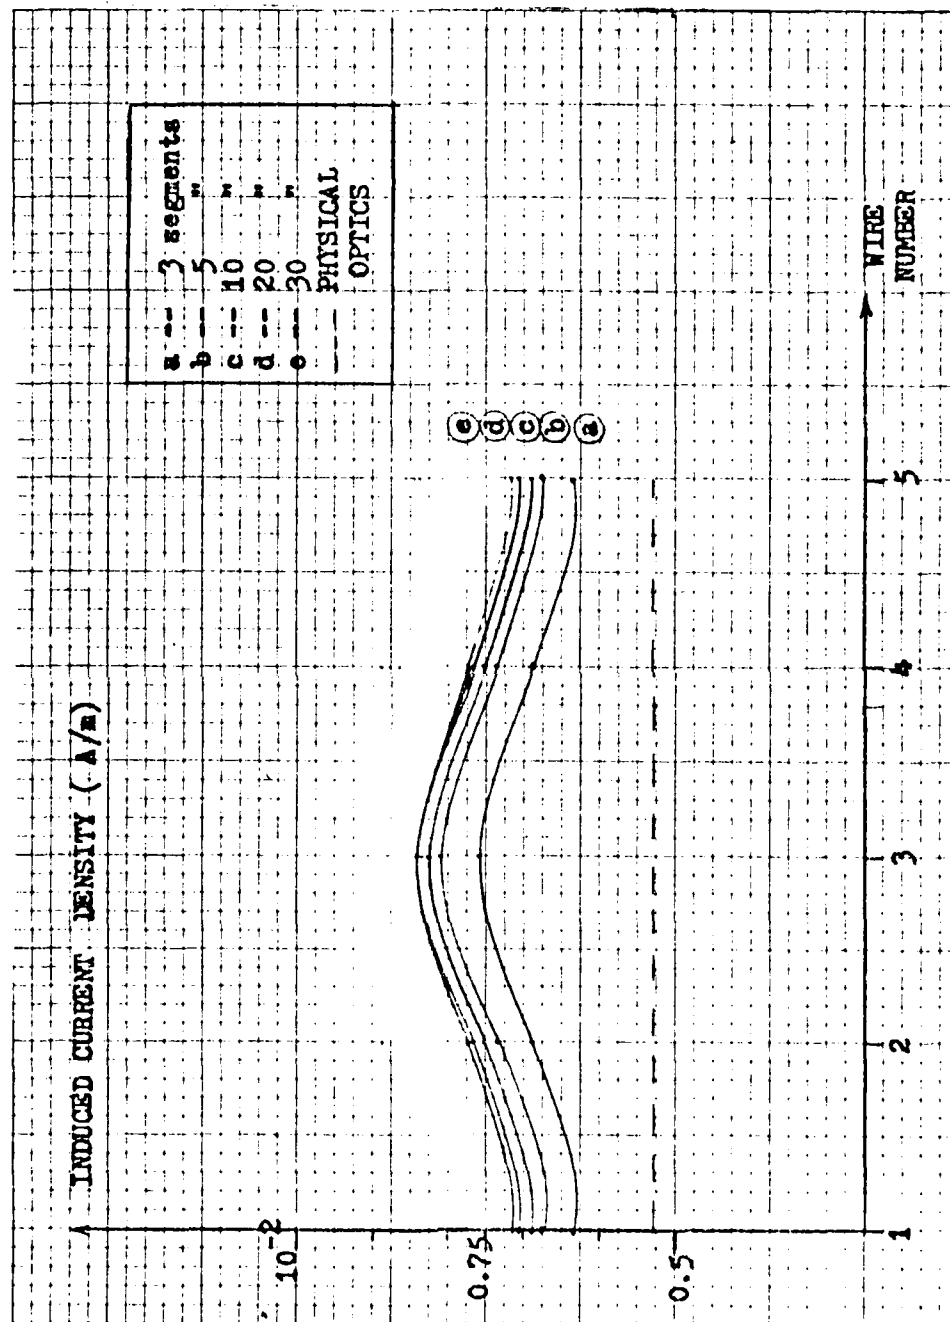 INDUCED CURRENT DENSITY ( A/m)
a -- 3 segments
b -- 5 "
c -- 10 "
d -- 20 "
e -- 30 "
--- PHYSICAL
OPTICS
10-2
0.75
0.5
e
d
c
b
a
1 2 3 4 5
WIRE
NUMBER